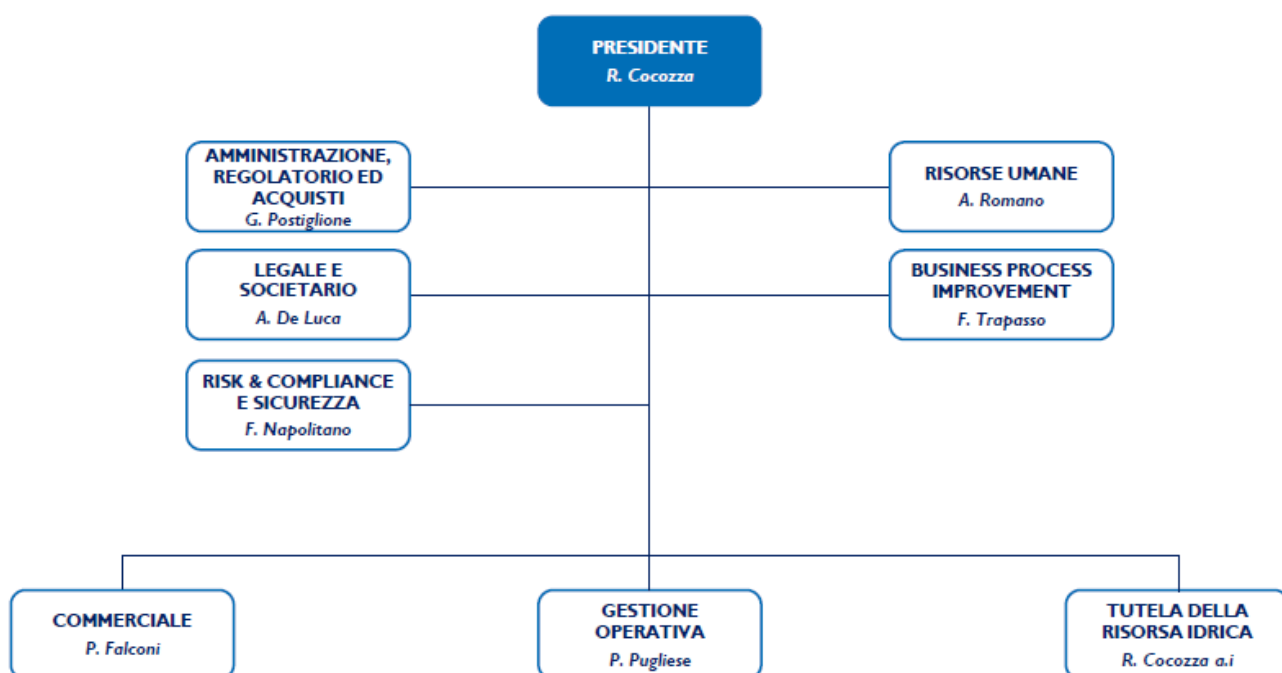 PRESIDENTE
R. Cocozza
AMMINISTRAZIONE,
REGOLATORIO ED
ACQUISTI
G. Postiglione
RISORSE UMANE
A. Romano
LEGALE E
SOCIETARIO
A. De Luca
BUSINESS PROCESS
IMPROVEMENT
F. Trapasso
RISK & COMPLIANCE
E SICUREZZA
F. Napolitano
COMMERCIALE
P. Falconi
GESTIONE
OPERATIVA
P. Pugliese
TUTELA DELLA
RISORSA IDRICA
R. Cocozza a.i